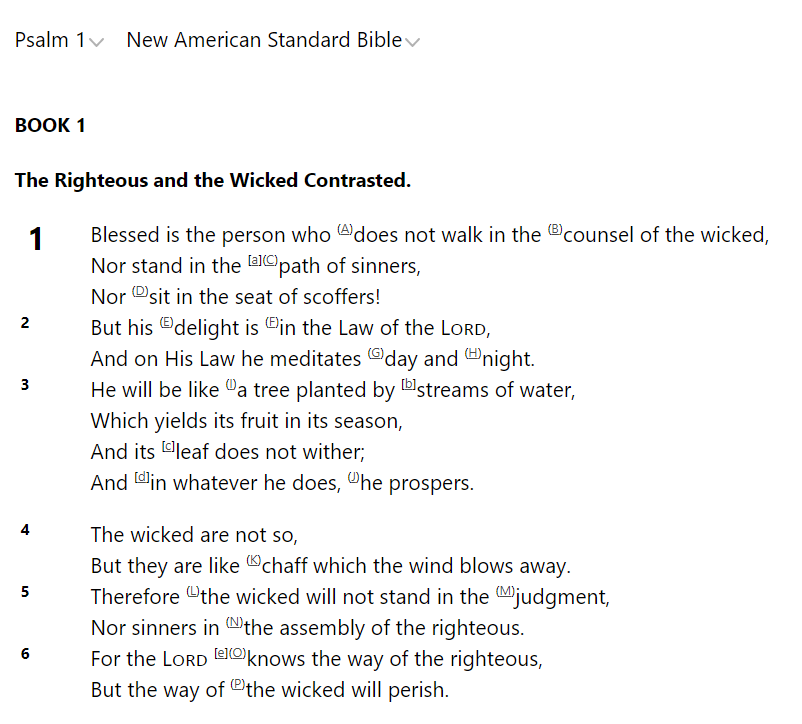 Psalm 1 New American Standard Bible
BOOK 1
The Righteous and the Wicked Contrasted.
1 Blessed is the person who (A)does not walk in the (B)counsel of the wicked,
Nor stand in the [a](C)path of sinners,
Nor (D)sit in the seat of scoffers!
2 But his (E)delight is (F)in the Law of the LORD,
And on His Law he meditates (G)day and (H)night.
3 He will be like (I)a tree planted by [b]streams of water,
Which yields its fruit in its season,
And its [c]leaf does not wither;
And [d]in whatever he does, (J)he prospers.
4 The wicked are not so,
But they are like (K)chaff which the wind blows away.
5 Therefore (L)the wicked will not stand in the (M)judgment,
Nor sinners in (N)the assembly of the righteous.
6 For the LORD [e](O)knows the way of the righteous,
But the way of (P)the wicked will perish.